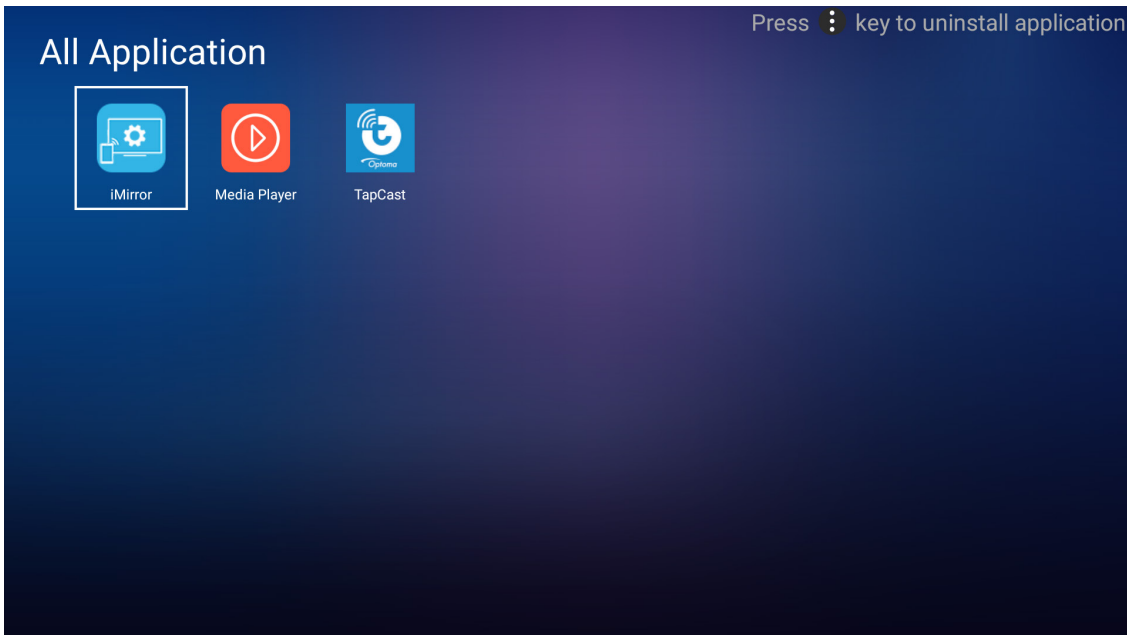 Press ⋮ key to uninstall application
All Application
Optoma
iMirror
Media Player
TapCast